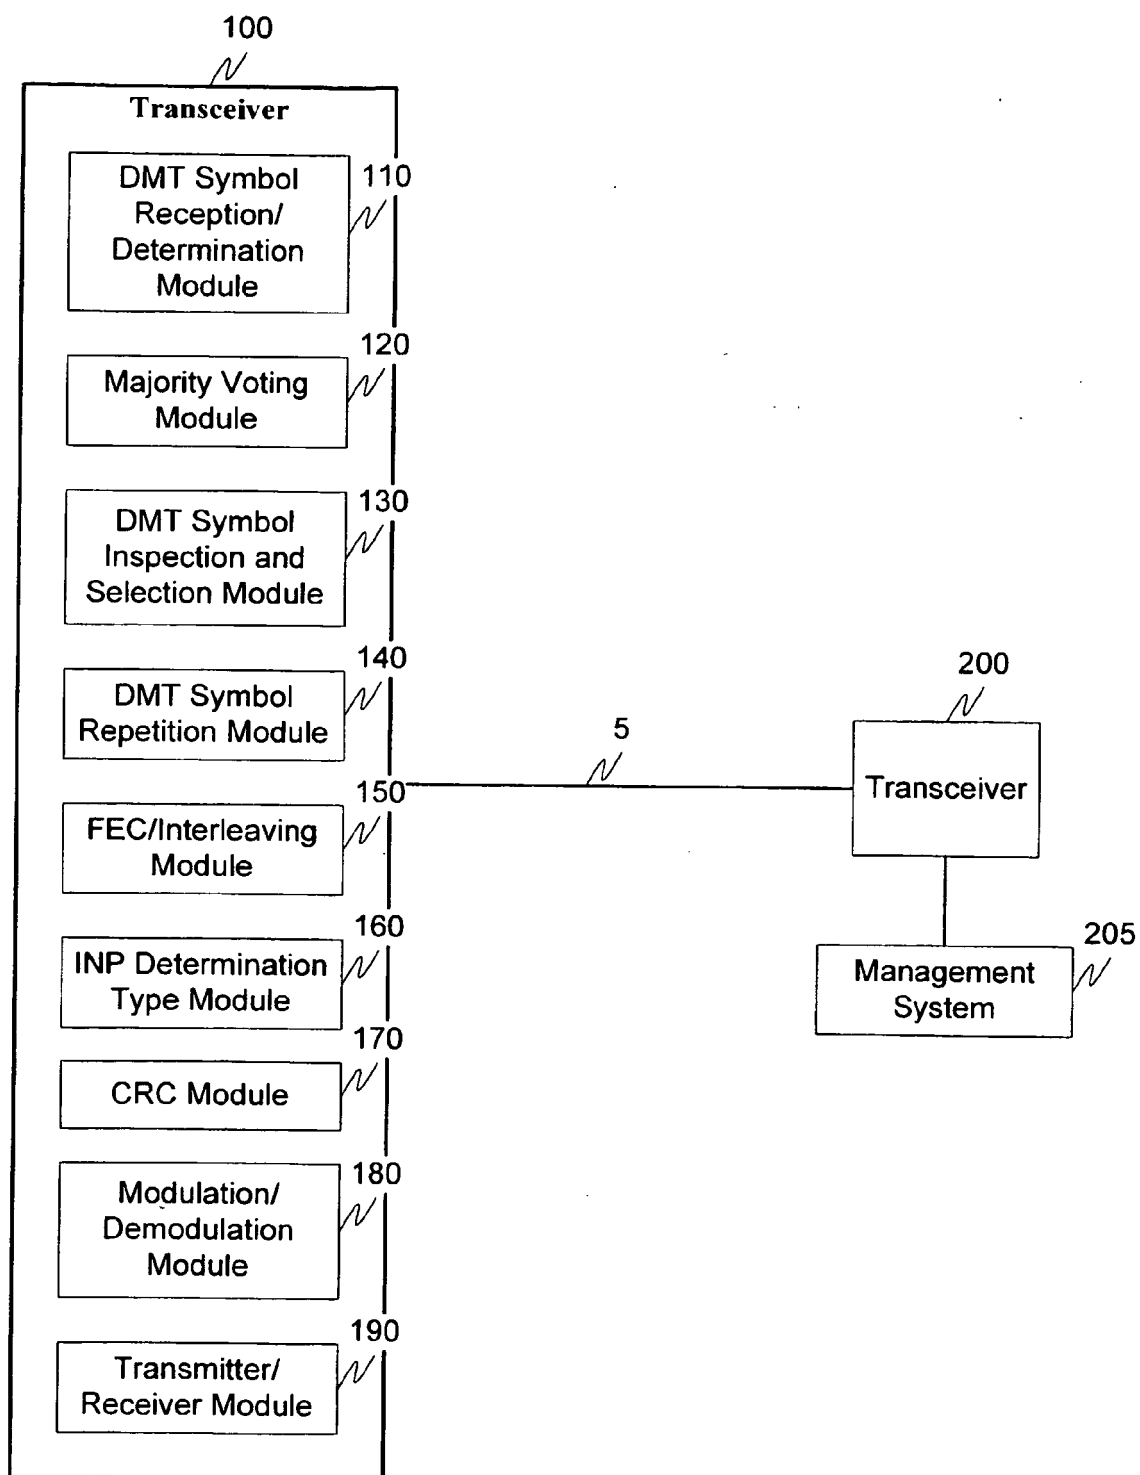 100
Transceiver
DMT Symbol
Reception/
Determination
Module
110
Majority Voting
Module
120
DMT Symbol
Inspection and
Selection Module
130
DMT Symbol
Repetition Module
140
FEC/Interleaving
Module
150
INP Determination
Type Module
160
CRC Module
170
Modulation/
Demodulation
Module
180
Transmitter/
Receiver Module
190
5
200
Transceiver
205
Management
System